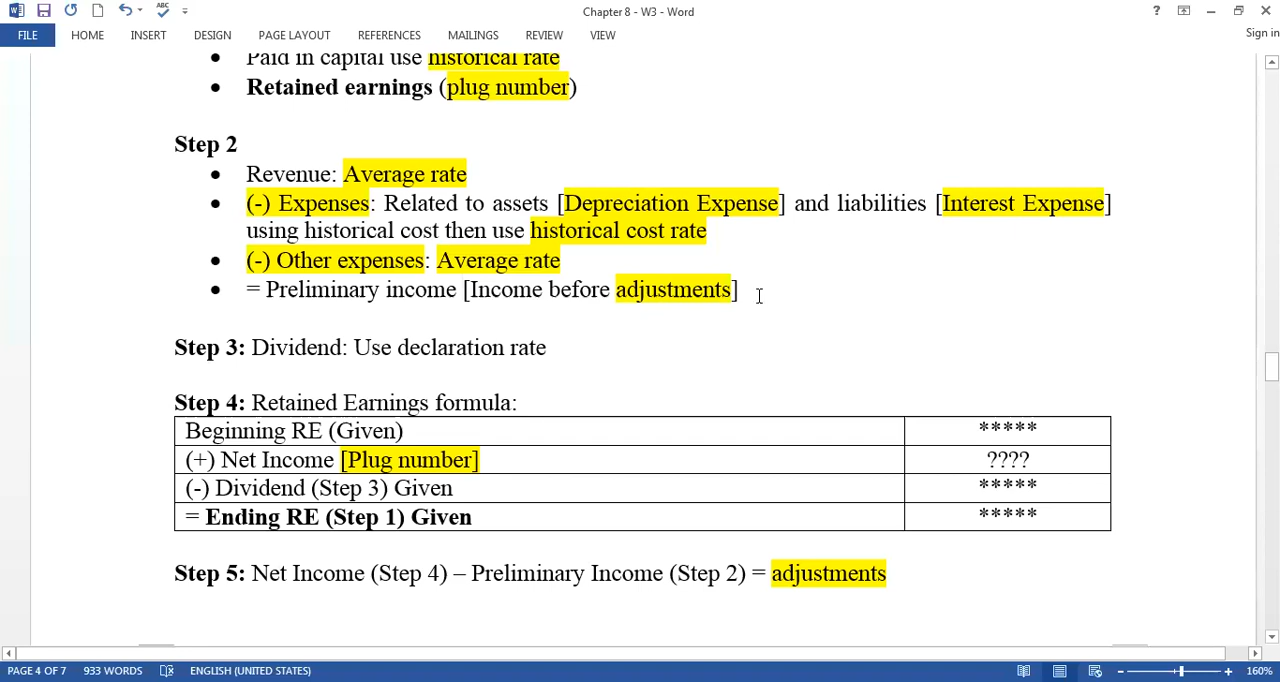 Chapter 8 - W3 - Word
Sign in
FILE HOME INSERT DESIGN PAGE LAYOUT REFERENCES MAILINGS REVIEW VIEW
• Paid in capital use historical rate
• Retained earnings (plug number)
Step 2
• Revenue: Average rate
• (-) Expenses: Related to assets [Depreciation Expense] and liabilities [Interest Expense]
using historical cost then use historical cost rate
• (-) Other expenses: Average rate
• = Preliminary income [Income before adjustments]
Step 3: Dividend: Use declaration rate
Step 4: Retained Earnings formula:
Beginning RE (Given) *****
(+) Net Income [Plug number] ????
(-) Dividend (Step 3) Given *****
= Ending RE (Step 1) Given *****
Step 5: Net Income (Step 4) – Preliminary Income (Step 2) = adjustments
PAGE 4 OF 7 933 WORDS ENGLISH (UNITED STATES) 160%